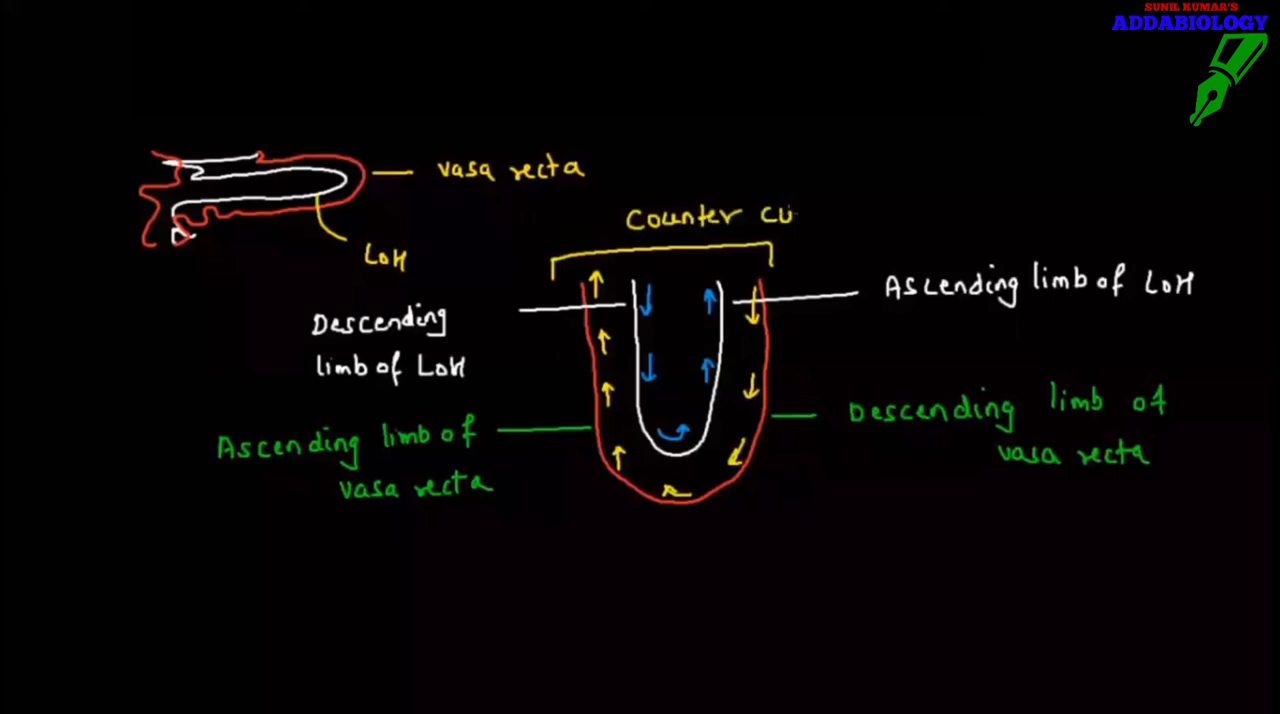 SUNIL KUMAR'S
ADDABIOLOGY
vasa recta
LOH
Counter cu
Ascending limb of LOH
Descending
limb of LOH
Descending limb of
vasa recta
Ascending limb of
vasa recta